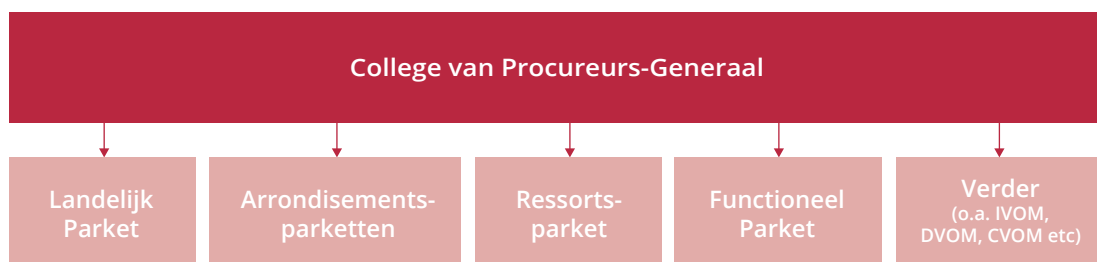 College van Procureurs-Generaal
Landelijk
Parket
Arrondisements-
parketten
Ressorts-
parket
Functioneel
Parket
Verder
(o.a. IVOM,
DVOM, CVOM etc)